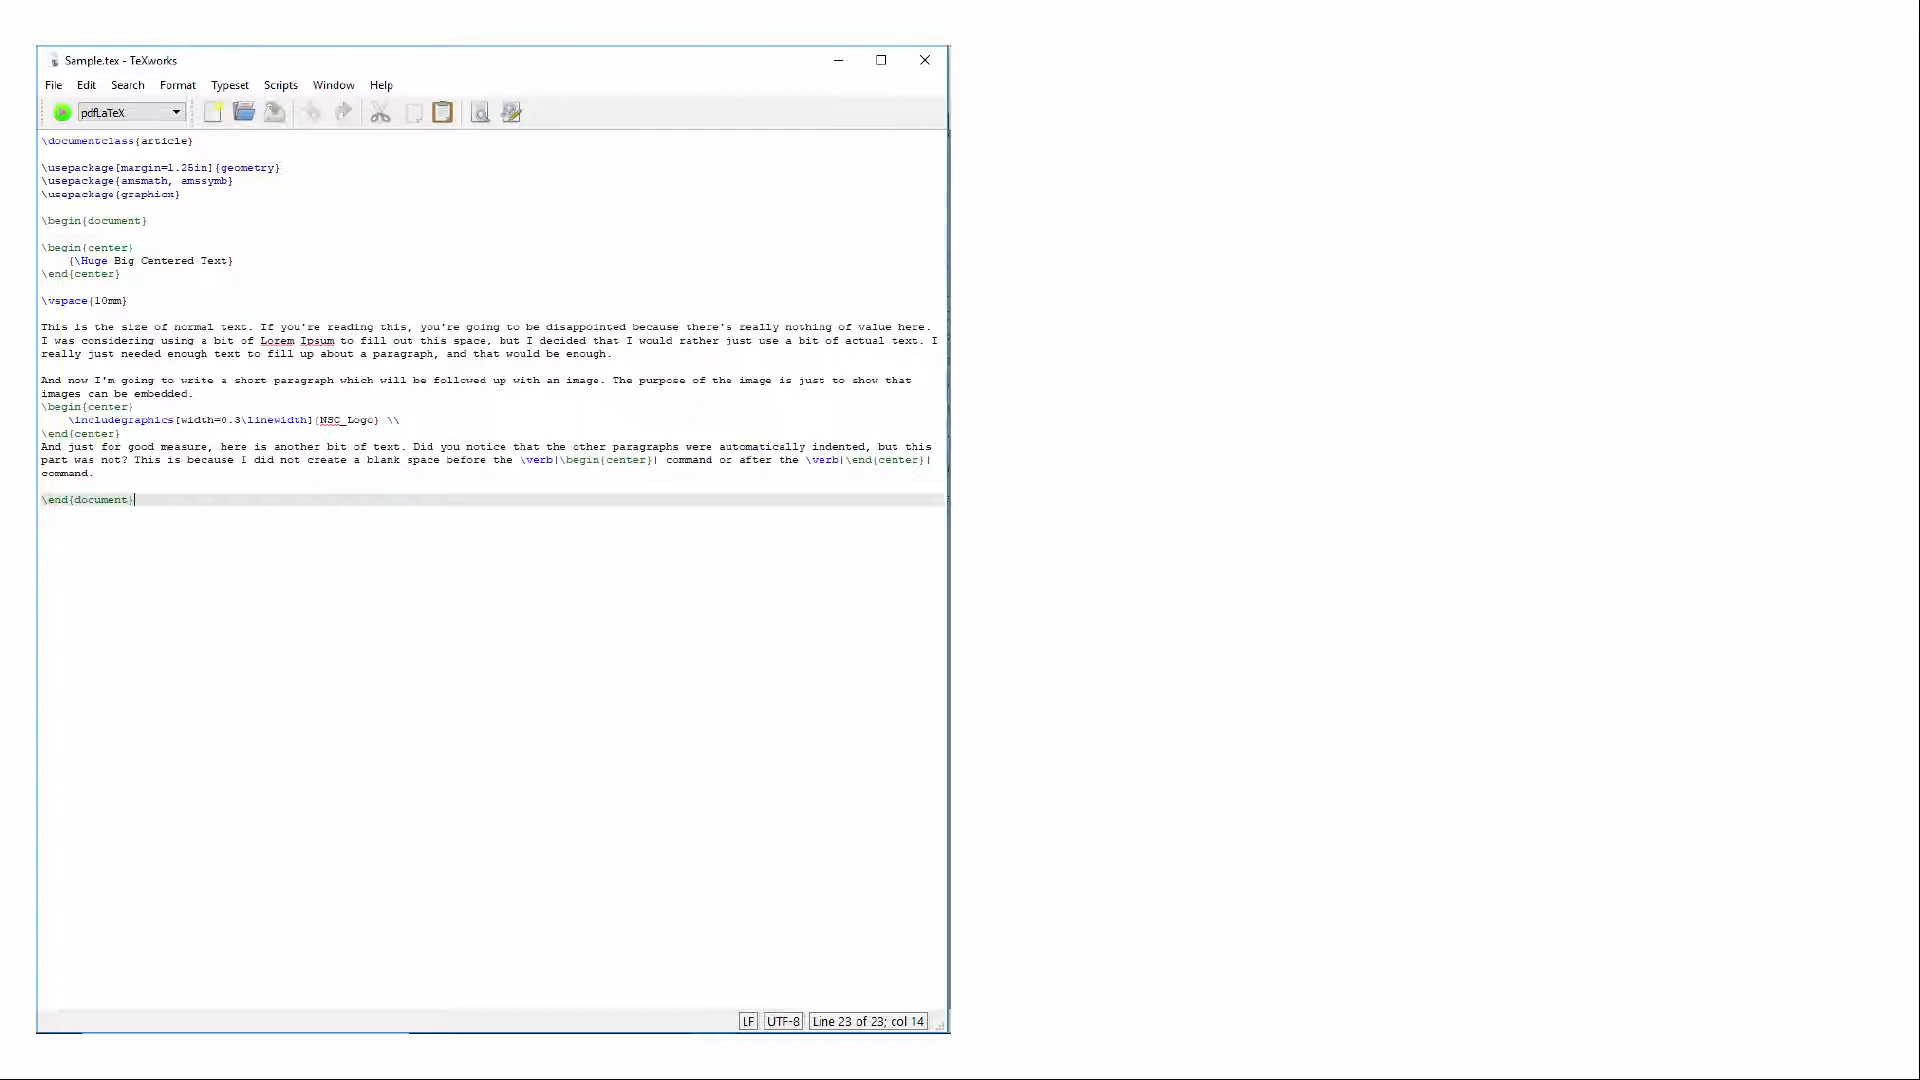 Sample.tex - TeXworks
File Edit Search Format Typeset Scripts Window Help
pdfLaTeX
\documentclass{article}
\usepackage[margin=1.25in]{geometry}
\usepackage{amsmath, amssymb}
\usepackage{graphicx}
\begin{document}
\begin{center}
{\Huge Big Centered Text}
\end{center}
\vspace{10mm}
This is the size of normal text. If you're reading this, you're going to be disappointed because there's really nothing of value here.
I was considering using a bit of Lorem Ipsum to fill out this space, but I decided that I would rather just use a bit of actual text. I
really just needed enough text to fill up about a paragraph, and that would be enough.
And now I'm going to write a short paragraph which will be followed up with an image. The purpose of the image is just to show that
images can be embedded.
\begin{center}
\includegraphics[width=0.3\linewidth]{NSC_Logo} \\
\end{center}
And just for good measure, here is another bit of text. Did you notice that the other paragraphs were automatically indented, but this
part was not? This is because I did not create a blank space before the \verb|\begin{center}| command or after the \verb|\end{center}|
command.
\end{document}
LF UTF-8 Line 23 of 23; col 14